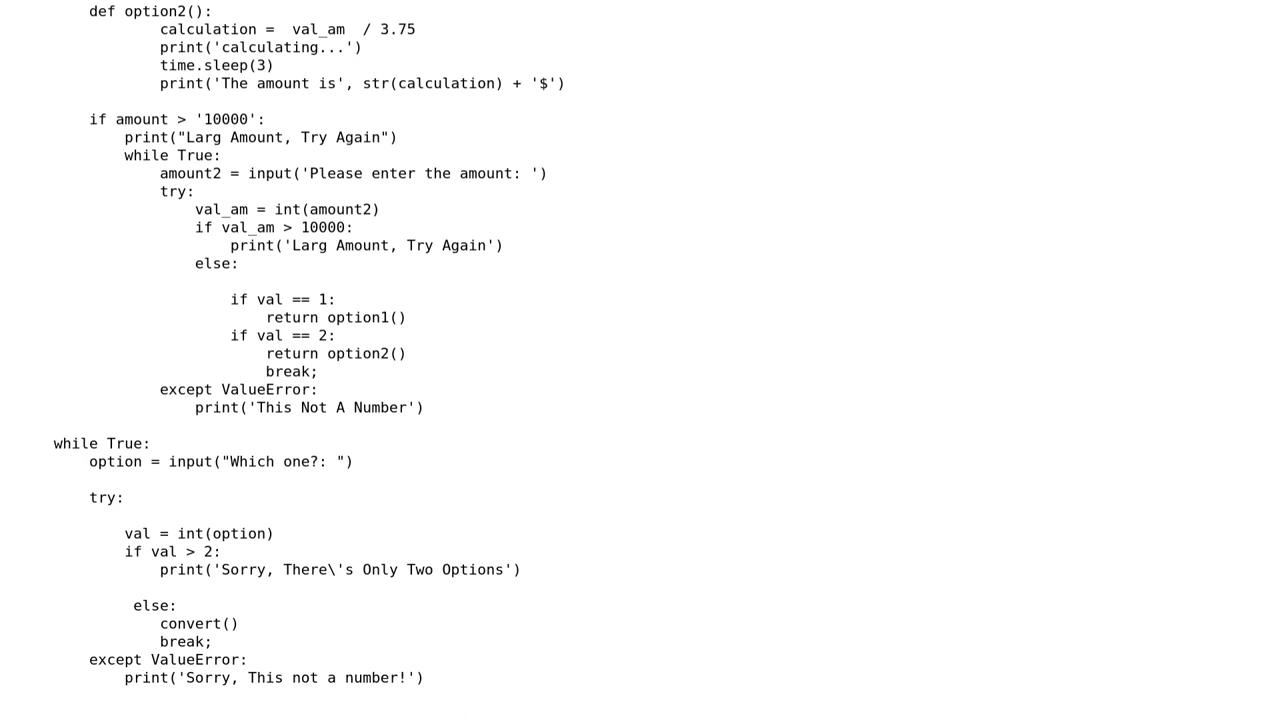 def option2():
calculation =  val_am  / 3.75
print('calculating...')
time.sleep(3)
print('The amount is', str(calculation) + '$')
if amount > '10000':
print("Larg Amount, Try Again")
while True:
amount2 = input('Please enter the amount: ')
try:
val_am = int(amount2)
if val_am > 10000:
print('Larg Amount, Try Again')
else:
if val == 1:
return option1()
if val == 2:
return option2()
break;
except ValueError:
print('This Not A Number')
while True:
option = input("Which one?: ")
try:
val = int(option)
if val > 2:
print('Sorry, There\'s Only Two Options')
else:
convert()
break;
except ValueError:
print('Sorry, This not a number!')